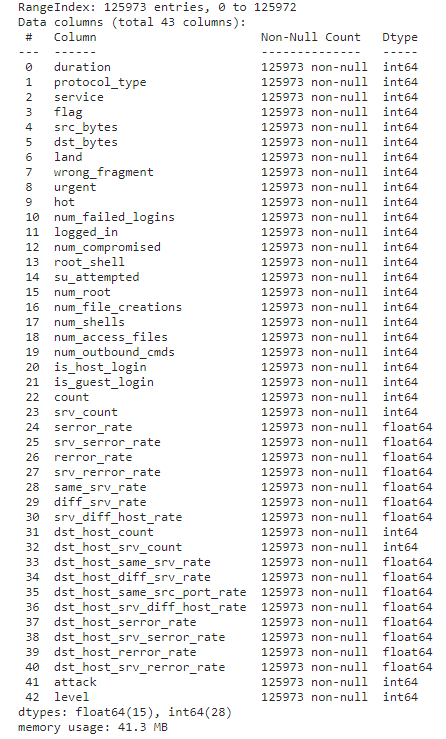 RangeIndex: 125973 entries, 0 to 125972
Data columns (total 43 columns):
 #   Column                       Non-Null Count   Dtype
---  ------                       --------------   -----
 0   duration                     125973 non-null  int64
 1   protocol_type                125973 non-null  int64
 2   service                      125973 non-null  int64
 3   flag                         125973 non-null  int64
 4   src_bytes                    125973 non-null  int64
 5   dst_bytes                    125973 non-null  int64
 6   land                         125973 non-null  int64
 7   wrong_fragment               125973 non-null  int64
 8   urgent                       125973 non-null  int64
 9   hot                          125973 non-null  int64
 10  num_failed_logins            125973 non-null  int64
 11  logged_in                    125973 non-null  int64
 12  num_compromised              125973 non-null  int64
 13  root_shell                   125973 non-null  int64
 14  su_attempted                 125973 non-null  int64
 15  num_root                     125973 non-null  int64
 16  num_file_creations           125973 non-null  int64
 17  num_shells                   125973 non-null  int64
 18  num_access_files             125973 non-null  int64
 19  num_outbound_cmds            125973 non-null  int64
 20  is_host_login                125973 non-null  int64
 21  is_guest_login               125973 non-null  int64
 22  count                        125973 non-null  int64
 23  srv_count                    125973 non-null  int64
 24  serror_rate                  125973 non-null  float64
 25  srv_serror_rate              125973 non-null  float64
 26  rerror_rate                  125973 non-null  float64
 27  srv_rerror_rate              125973 non-null  float64
 28  same_srv_rate                125973 non-null  float64
 29  diff_srv_rate                125973 non-null  float64
 30  srv_diff_host_rate           125973 non-null  float64
 31  dst_host_count               125973 non-null  int64
 32  dst_host_srv_count           125973 non-null  int64
 33  dst_host_same_srv_rate       125973 non-null  float64
 34  dst_host_diff_srv_rate       125973 non-null  float64
 35  dst_host_same_src_port_rate  125973 non-null  float64
 36  dst_host_srv_diff_host_rate  125973 non-null  float64
 37  dst_host_serror_rate         125973 non-null  float64
 38  dst_host_srv_serror_rate     125973 non-null  float64
 39  dst_host_rerror_rate         125973 non-null  float64
 40  dst_host_srv_rerror_rate     125973 non-null  float64
 41  attack                       125973 non-null  int64
 42  level                        125973 non-null  int64
dtypes: float64(15), int64(28)
memory usage: 41.3 MB